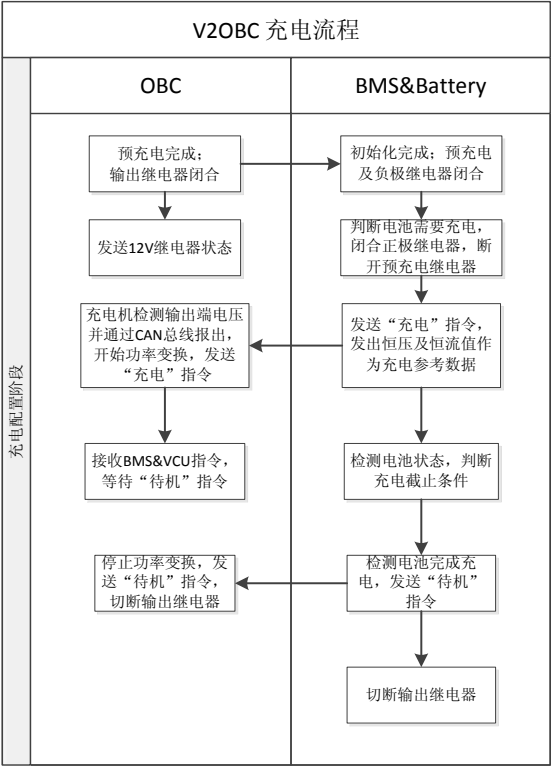 V2OBC 充电流程
OBC
BMS&Battery
充电配置阶段
预充电完成；
输出继电器闭合
初始化完成；预充电
及负极继电器闭合
发送12V继电器状态
判断电池需要充电，
闭合正极继电器，断
开预充电继电器
充电机检测输出端电压
并通过CAN总线报出，
开始功率变换，发送
“充电”指令
发送“充电”指令，
发出恒压及恒流值作
为充电参考数据
接收BMS&VCU指令，
等待“待机”指令
检测电池状态，判断
充电截止条件
停止功率变换，发
送“待机”指令，
切断输出继电器
检测电池完成充
电，发送“待机”
指令
切断输出继电器